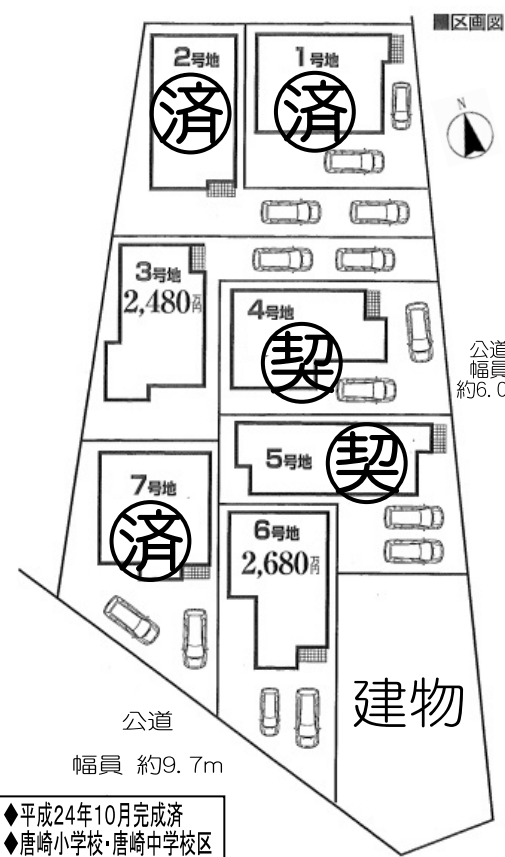 ■区画図
2号地
済
1号地
済
N
3号地
2,480万円
4号地
契
公道
幅員
約6.0
5号地
契
7号地
済
6号地
2,680万円
建物
公道
幅員 約9.7m
◆平成24年10月完成済
◆唐崎小学校・唐崎中学校区